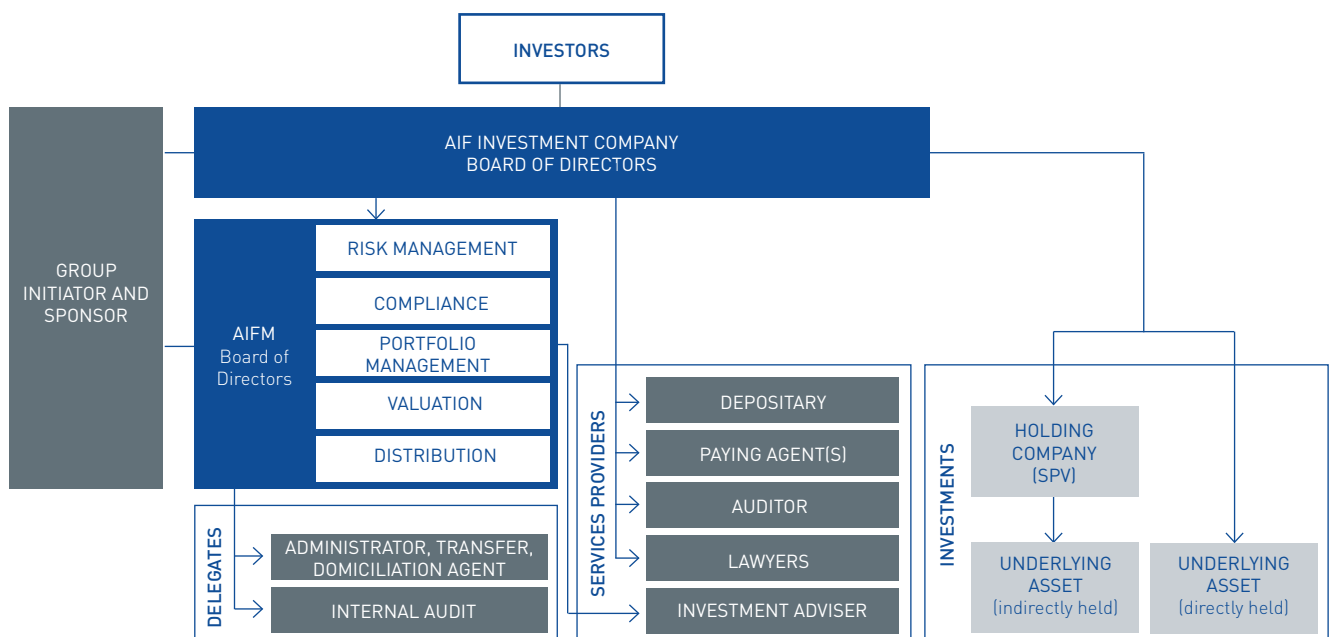 INVESTORS
AIF INVESTMENT COMPANY
BOARD OF DIRECTORS
GROUP
INITIATOR AND
SPONSOR
AIFM
Board of
Directors
RISK MANAGEMENT
COMPLIANCE
PORTFOLIO
MANAGEMENT
VALUATION
DISTRIBUTION
DELEGATES
ADMINISTRATOR, TRANSFER,
DOMICILIATION AGENT
INTERNAL AUDIT
SERVICES PROVIDERS
DEPOSITARY
PAYING AGENT(S)
AUDITOR
LAWYERS
INVESTMENT ADVISER
INVESTMENTS
HOLDING
COMPANY
(SPV)
UNDERLYING
ASSET
(indirectly held)
UNDERLYING
ASSET
(directly held)